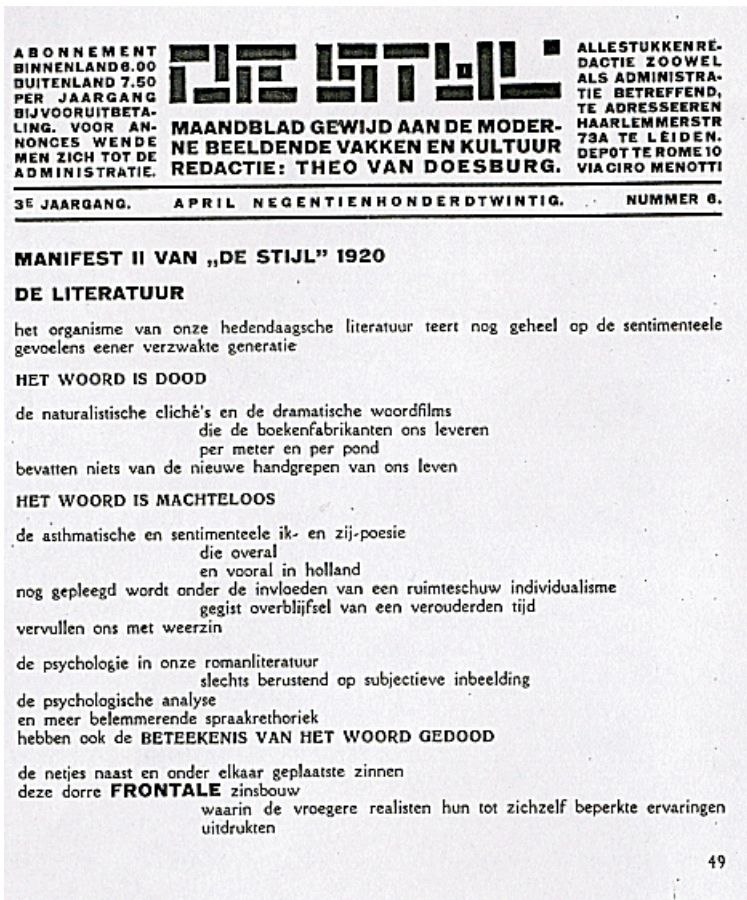 ABONNEMENT
BINNENLAND 6.00
BUITENLAND 7.50
PER JAARGANG
BIJ VOORUITBETA-
LING. VOOR AN-
NONCES WENDE
MEN ZICH TOT DE
ADMINISTRATIE.
DE STIJL
MAANDBLAD GEWIJD AAN DE MODER-
NE BEELDENDE VAKKEN EN KULTUUR
REDACTIE: THEO VAN DOESBURG.
ALLE STUKKEN RE-
DACTIE ZOOWEL
ALS ADMINISTRA-
TIE BETREFFEND,
TE ADRESSEEREN
HAARLEMMERSTR
73A TE LEIDEN.
DEPOT TE ROME 10
VIA CIRO MENOTTI
3E JAARGANG. APRIL NEGENTIENHONDERDTWINTIG. NUMMER 6.
MANIFEST II VAN „DE STIJL” 1920
DE LITERATUUR
het organisme van onze hedendaagsche literatuur teert nog geheel op de sentimenteele
gevoelens eener verzwakte generatie
HET WOORD IS DOOD
de naturalistische cliché's en de dramatische woordfilms
die de boekenfabrikanten ons leveren
per meter en per pond
bevatten niets van de nieuwe handgrepen van ons leven
HET WOORD IS MACHTELOOS
de asthmatische en sentimenteele ik- en zij-poesie
die overal
en vooral in holland
nog gepleegd wordt onder de invloeden van een ruimteschuw individualisme
gegist overblijfsel van een verouderden tijd
vervullen ons met weerzin
de psychologie in onze romanliteratuur
slechts berustend op subjectieve inbeelding
de psychologische analyse
en meer belemmerende spraakrethoriek
hebben ook de BETEEKENIS VAN HET WOORD GEDOOD
de netjes naast en onder elkaar geplaatste zinnen
deze dorre FRONTALE zinsbouw
waarin de vroegere realisten hun tot zichzelf beperkte ervaringen
uitdrukten
49